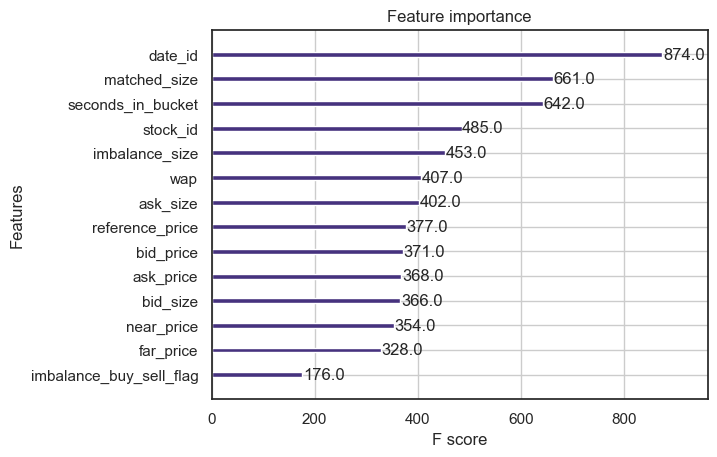 Feature importance
Features
date_id 874.0
matched_size 661.0
seconds_in_bucket 642.0
stock_id 485.0
imbalance_size 453.0
wap 407.0
ask_size 402.0
reference_price 377.0
bid_price 371.0
ask_price 368.0
bid_size 366.0
near_price 354.0
far_price 328.0
imbalance_buy_sell_flag 176.0
0 200 400 600 800
F score